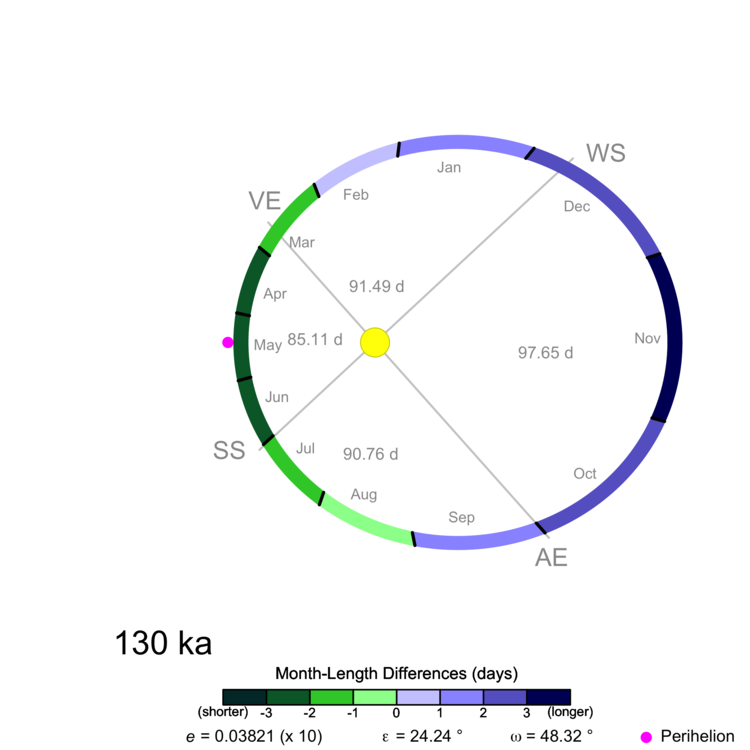 WS
Jan
Feb
Dec
VE
Mar
91.49 d
Apr
May
85.11 d
97.65 d
Nov
Jun
SS
Jul
90.76 d
Aug
Oct
Sep
AE
130 ka
Month-Length Differences (days)
(shorter) -3 -2 -1 0 1 2 3 (longer)
e = 0.03821 (x 10) ε = 24.24 ° ω = 48.32 ° Perihelion